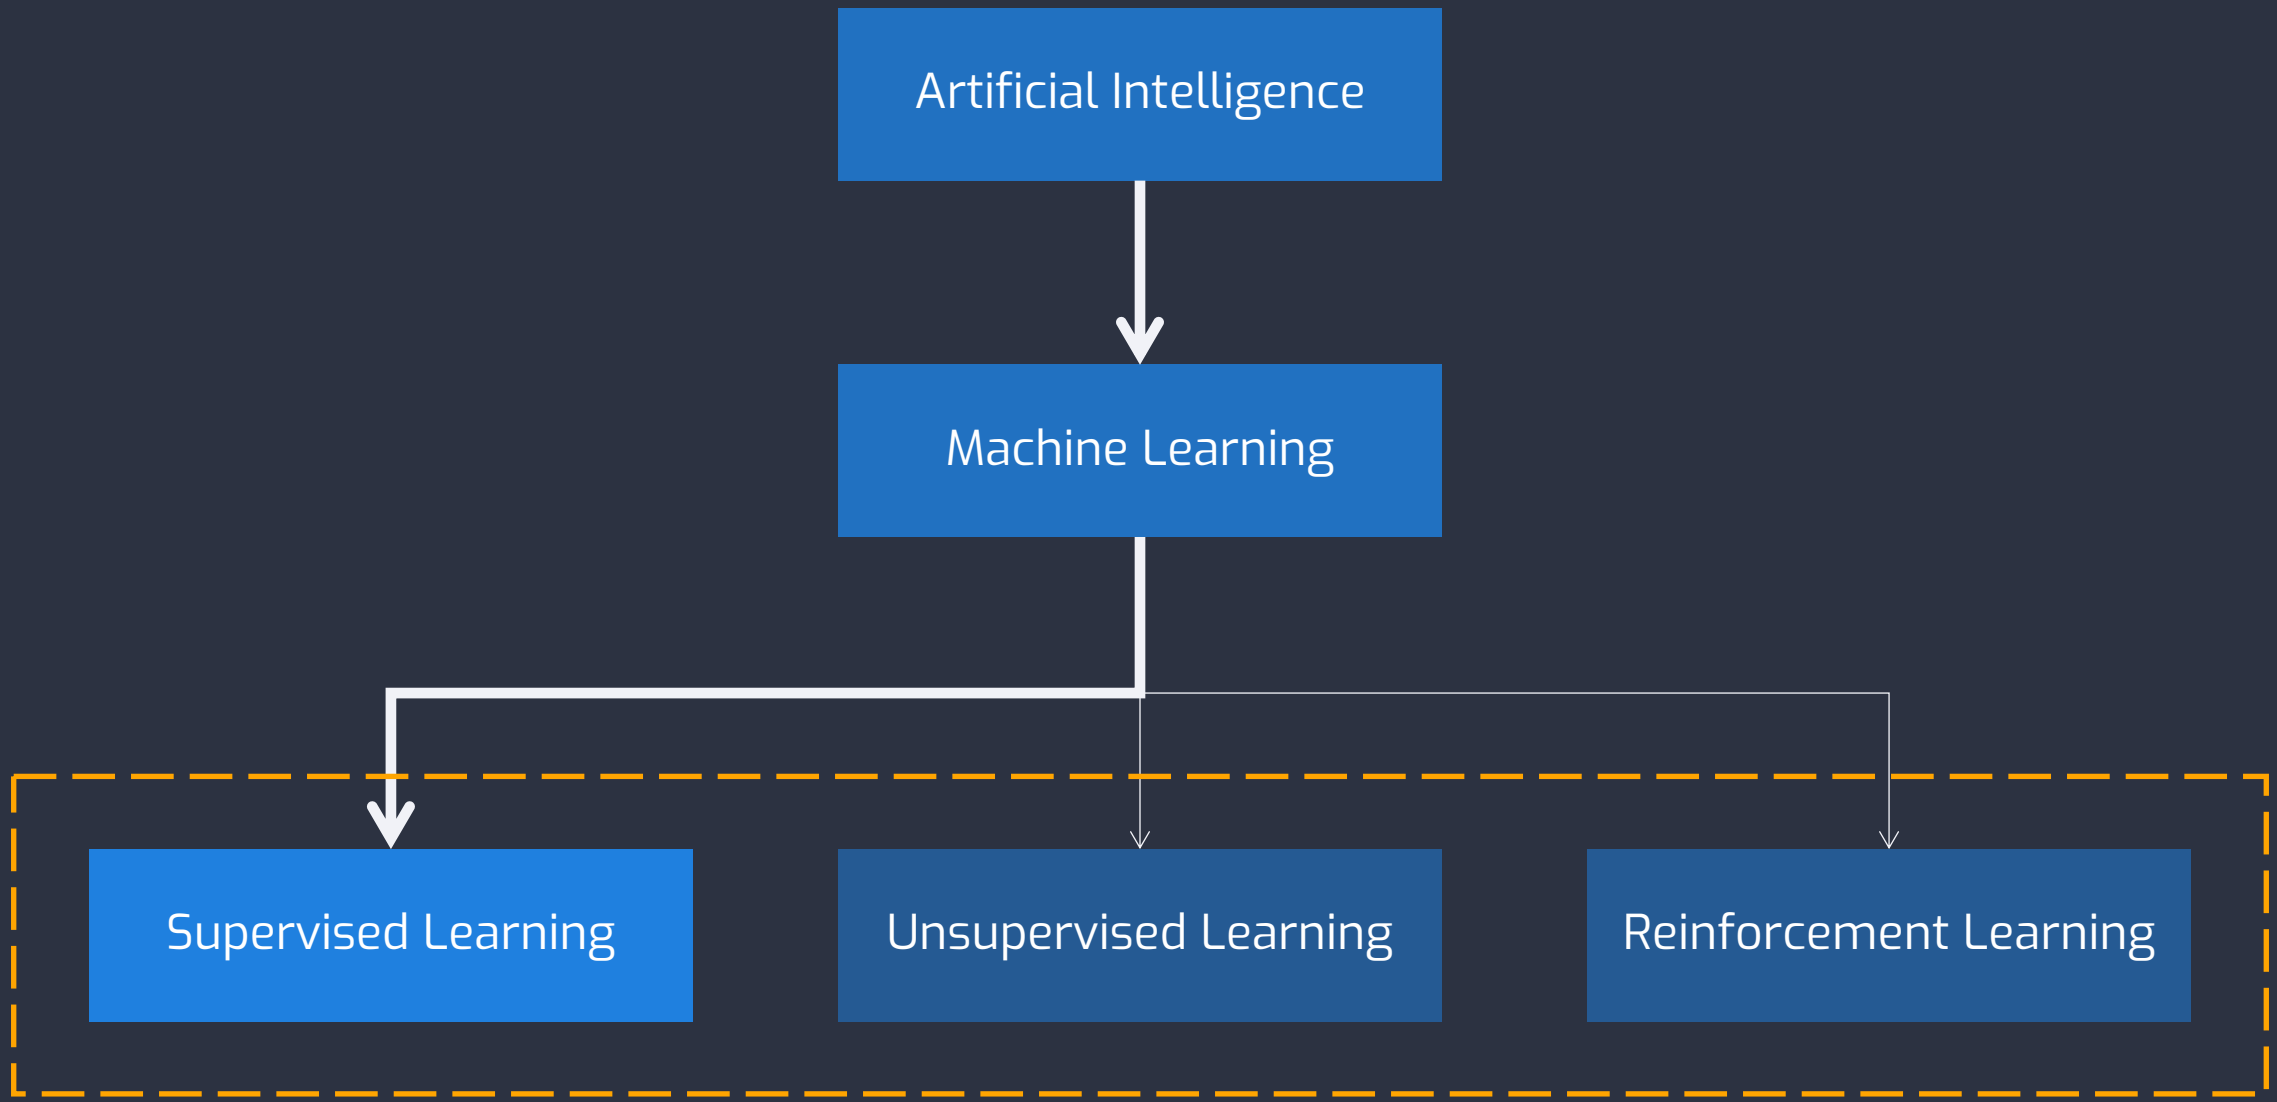 Artificial Intelligence
Machine Learning
Supervised Learning
Unsupervised Learning
Reinforcement Learning